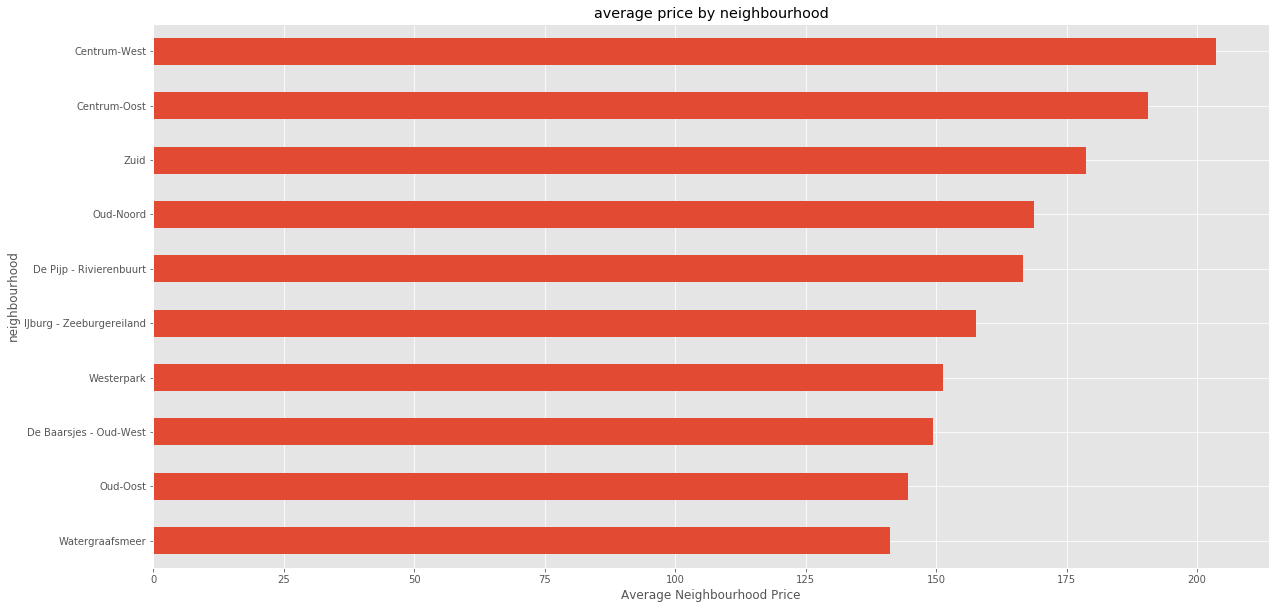 average price by neighbourhood
neighbourhood
Centrum-West
Centrum-Oost
Zuid
Oud-Noord
De Pijp - Rivierenbuurt
IJburg - Zeeburgereiland
Westerpark
De Baarsjes - Oud-West
Oud-Oost
Watergraafsmeer
0 25 50 75 100 125 150 175 200
Average Neighbourhood Price